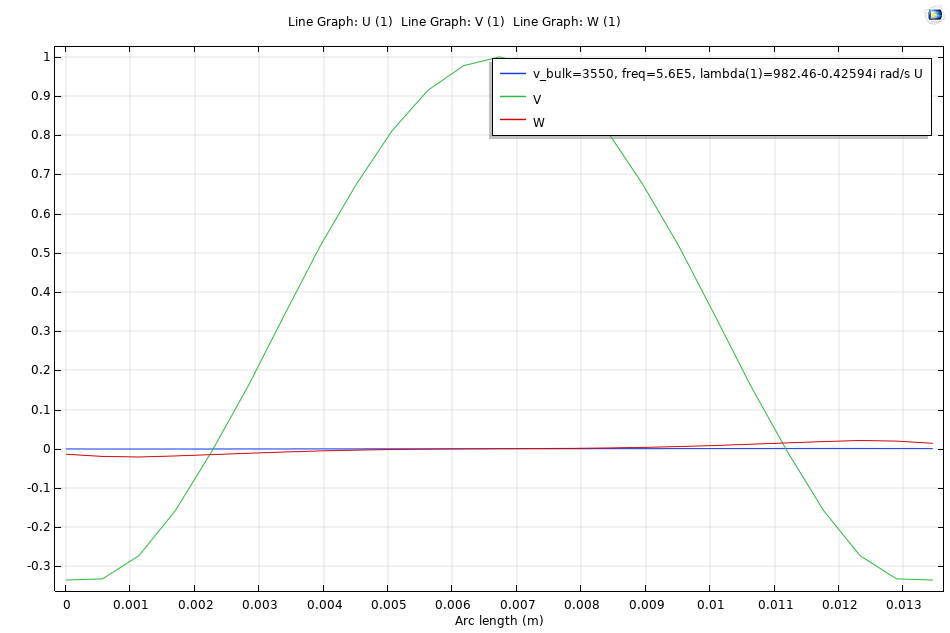 Line Graph: U (1)  Line Graph: V (1)  Line Graph: W (1)
v_bulk=3550, freq=5.6E5, lambda(1)=982.46-0.42594i rad/s U
V
W
1
0.9
0.8
0.7
0.6
0.5
0.4
0.3
0.2
0.1
0
-0.1
-0.2
-0.3
0 0.001 0.002 0.003 0.004 0.005 0.006 0.007 0.008 0.009 0.01 0.011 0.012 0.013
Arc length (m)